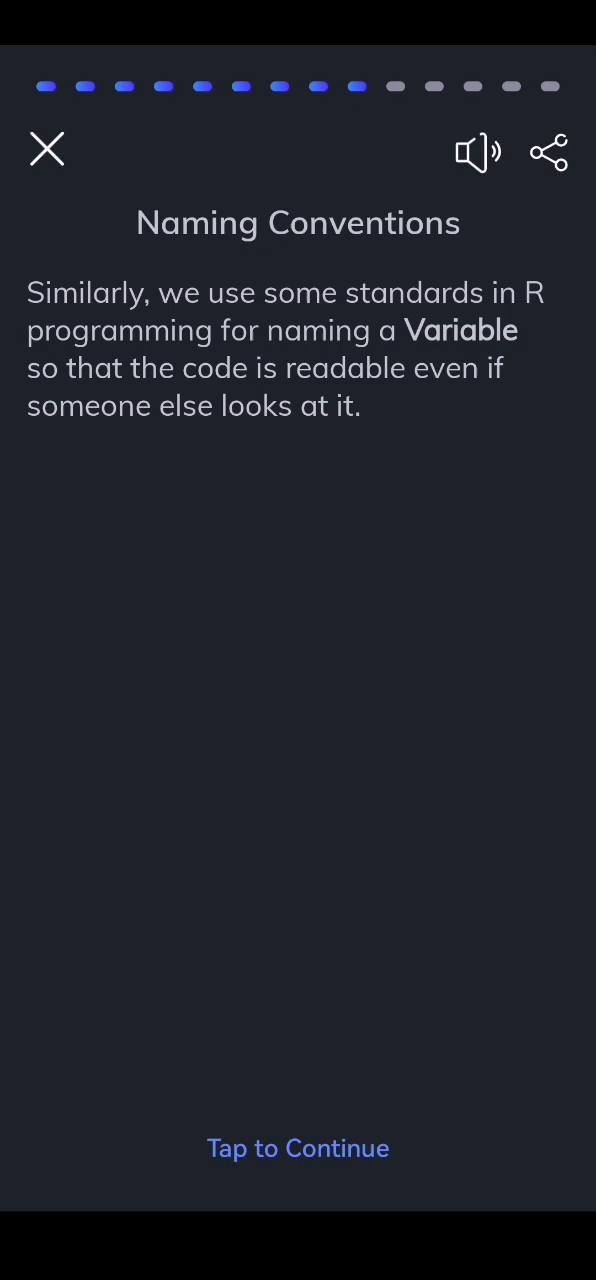 Naming Conventions
Similarly, we use some standards in R
programming for naming a Variable
so that the code is readable even if
someone else looks at it.
Tap to Continue